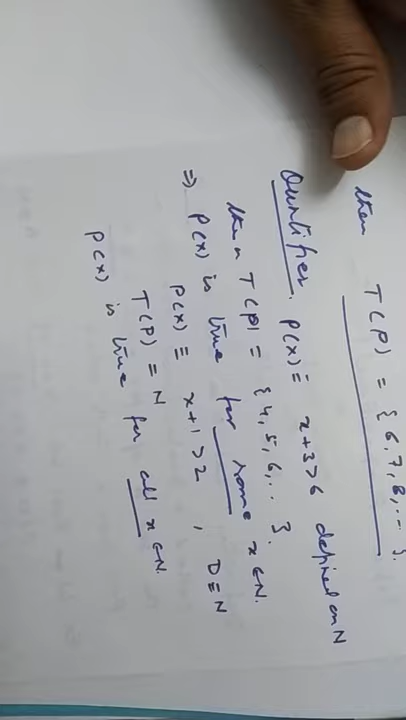 then T(P) = {6,7,8,...}.
Quntifier. P(x) ≡ x+3>6 defined on N
then T(P) = {4,5,6,...}.
⇒ P(x) is true for some x∈N.
P(x) ≡ x+1>2 , D=N
T(P) = N
P(x) is true for all x∈N.